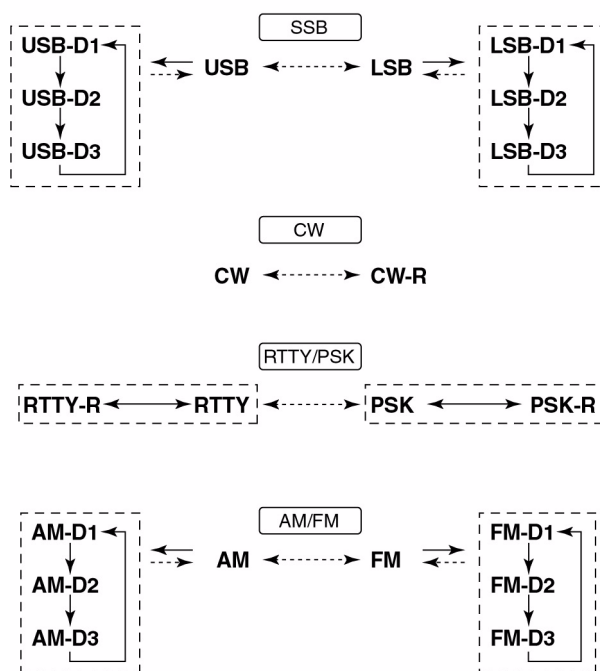 SSB
USB-D1 USB LSB LSB-D1
USB-D2 LSB-D2
USB-D3 LSB-D3
CW
CW CW-R
RTTY/PSK
RTTY-R RTTY PSK PSK-R
AM/FM
AM-D1 AM FM FM-D1
AM-D2 FM-D2
AM-D3 FM-D3